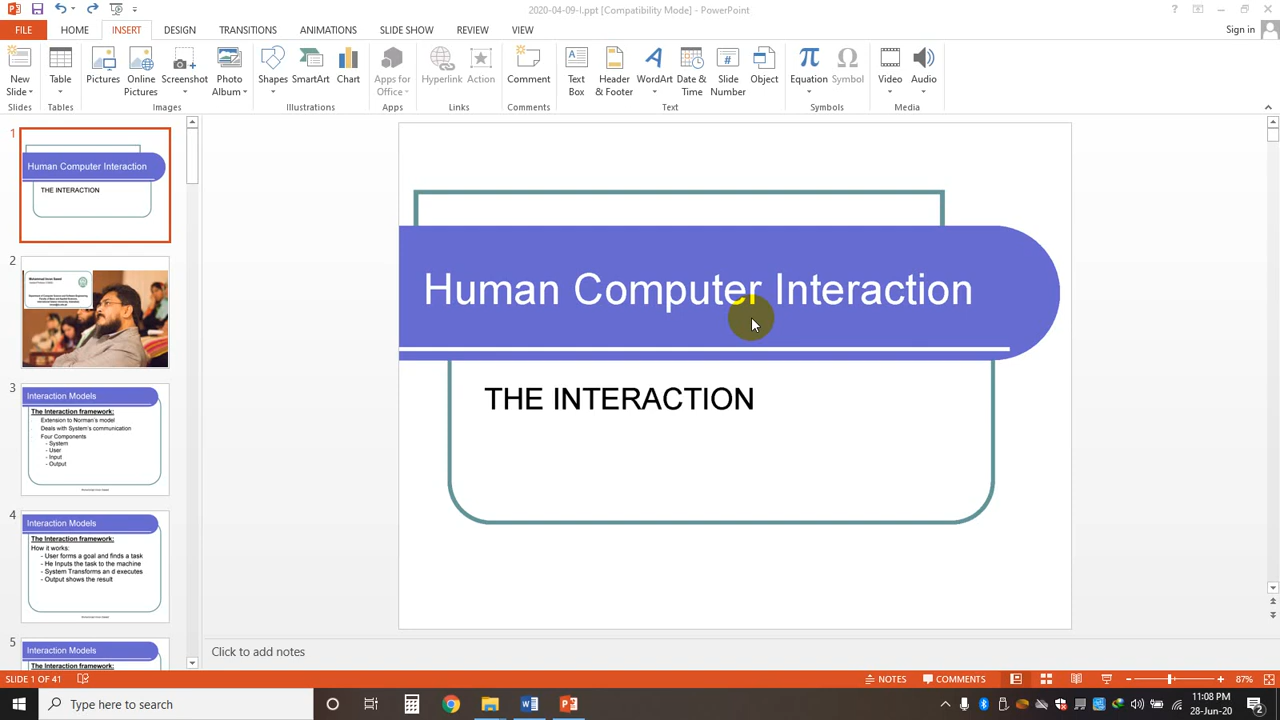 2020-04-09-I.ppt [Compatibility Mode] - PowerPoint
FILE HOME INSERT DESIGN TRANSITIONS ANIMATIONS SLIDE SHOW REVIEW VIEW Sign in
New Slide
Table
Pictures
Online Pictures
Screenshot
Photo Album
Shapes
SmartArt
Chart
Apps for Office
Hyperlink
Action
Comment
Text Box
Header & Footer
WordArt
Date & Time
Slide Number
Object
Equation
Symbol
Video
Audio
Slides Tables Images Illustrations Apps Links Comments Text Symbols Media
1
Human Computer Interaction
THE INTERACTION
2
3
Interaction Models
The Interaction framework:
Extension to Norman's model
Deals with System's communication
Four Components
- System
- User
- Input
- Output
4
Interaction Models
The Interaction framework:
How it works:
- User forms a goal and finds a task
- He Inputs the task to the machine
- System Transforms an d executes
- Output shows the result
5
Interaction Models
The Interaction framework:
Human Computer Interaction
THE INTERACTION
Click to add notes
SLIDE 1 OF 41 NOTES COMMENTS 87%
Type here to search
11:08 PM
28-Jun-20